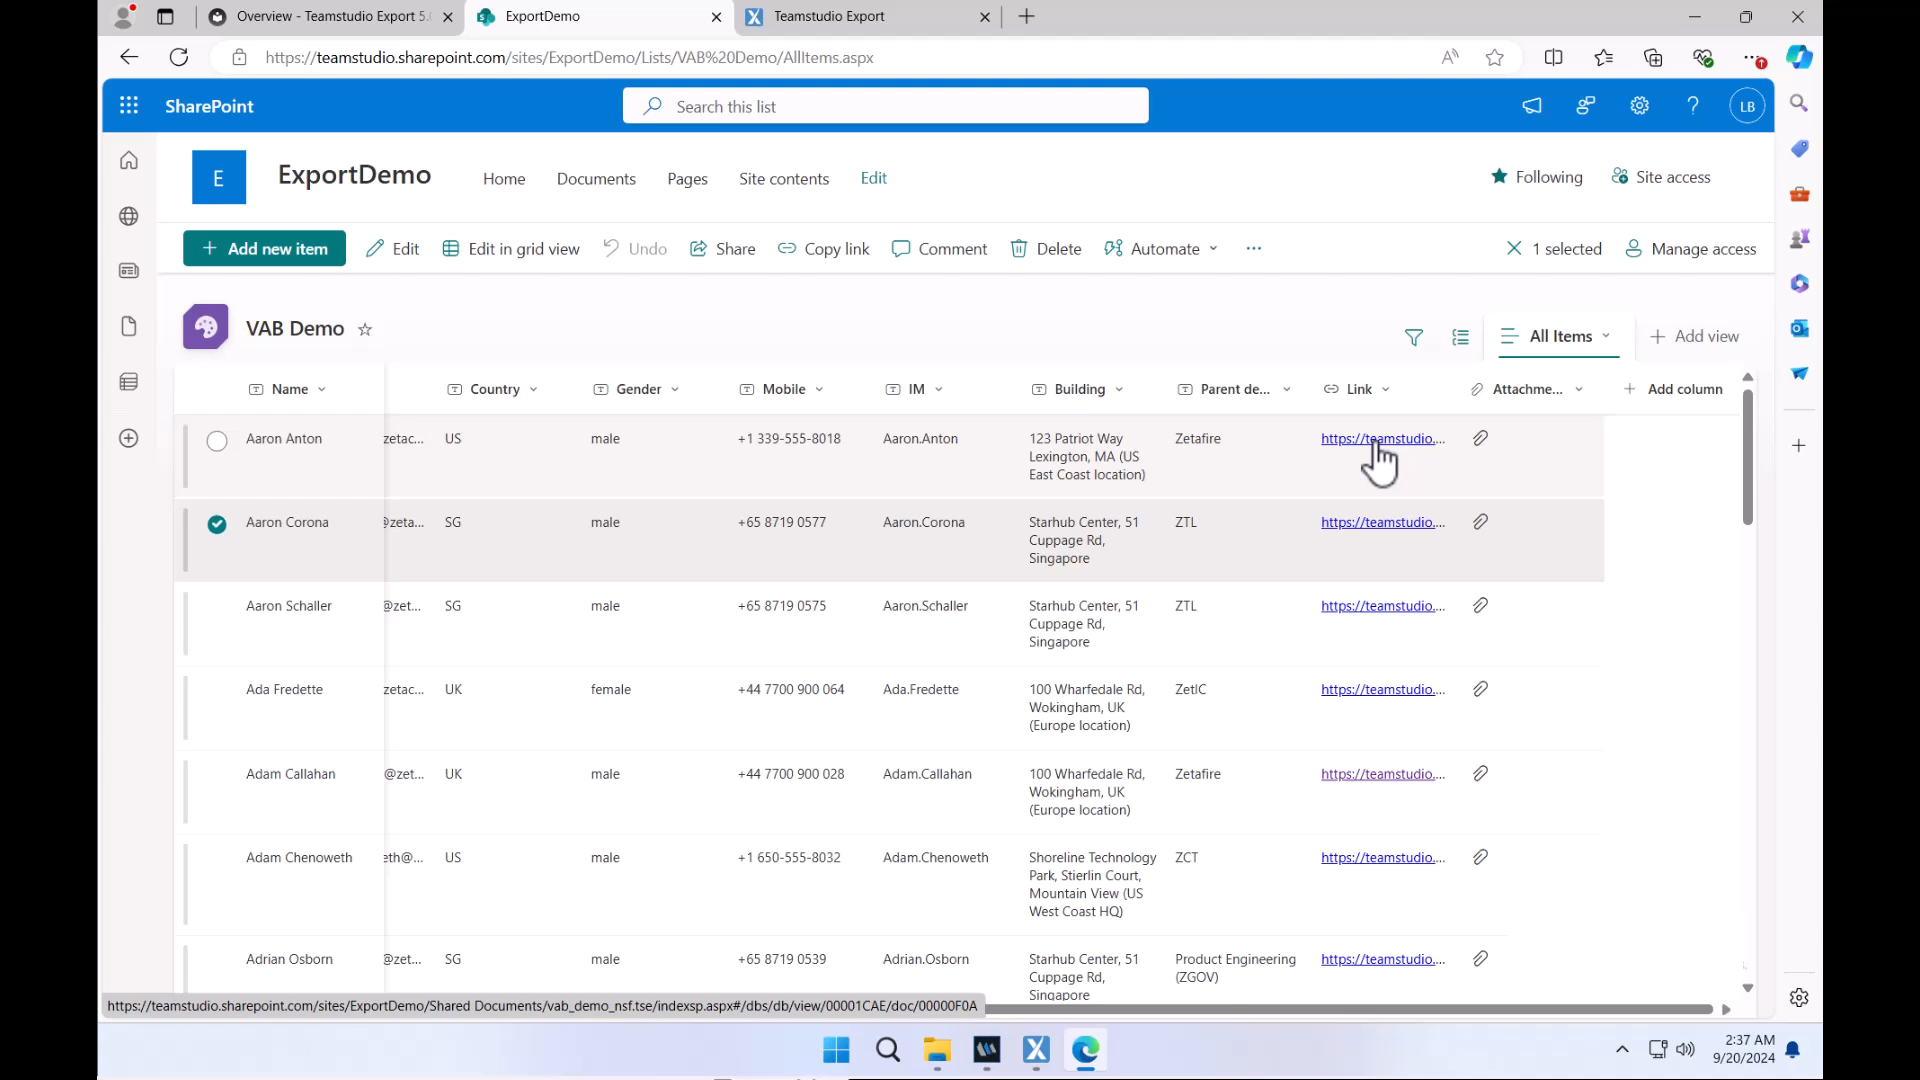 Overview - Teamstudio Export 5.
ExportDemo
Teamstudio Export
https://teamstudio.sharepoint.com/sites/ExportDemo/Lists/VAB%20Demo/AllItems.aspx
SharePoint
Search this list
LB
E
ExportDemo
Home
Documents
Pages
Site contents
Edit
Following
Site access
Add new item
Edit
Edit in grid view
Undo
Share
Copy link
Comment
Delete
Automate
1 selected
Manage access
VAB Demo
All Items
Add view
Name
Country
Gender
Mobile
IM
Building
Parent de...
Link
Attachme...
Add column
Aaron Anton
zetac...
US
male
+1 339-555-8018
Aaron.Anton
123 Patriot Way
Lexington, MA (US
East Coast location)
Zetafire
https://teamstudio....
Aaron Corona
@zeta...
SG
male
+65 8719 0577
Aaron.Corona
Starhub Center, 51
Cuppage Rd,
Singapore
ZTL
https://teamstudio....
Aaron Schaller
@zet...
SG
male
+65 8719 0575
Aaron.Schaller
Starhub Center, 51
Cuppage Rd,
Singapore
ZTL
https://teamstudio....
Ada Fredette
zetac...
UK
female
+44 7700 900 064
Ada.Fredette
100 Wharfedale Rd,
Wokingham, UK
(Europe location)
ZetIC
https://teamstudio....
Adam Callahan
@zet...
UK
male
+44 7700 900 028
Adam.Callahan
100 Wharfedale Rd,
Wokingham, UK
(Europe location)
Zetafire
https://teamstudio....
Adam Chenoweth
eth@...
US
male
+1 650-555-8032
Adam.Chenoweth
Shoreline Technology
Park, Stierlin Court,
Mountain View (US
West Coast HQ)
ZCT
https://teamstudio....
Adrian Osborn
@zet...
SG
male
+65 8719 0539
Adrian.Osborn
Starhub Center, 51
Cuppage Rd,
Singapore
Product Engineering
(ZGOV)
https://teamstudio....
https://teamstudio.sharepoint.com/sites/ExportDemo/Shared Documents/vab_demo_nsf.tse/indexsp.aspx#/dbs/db/view/00001CAE/doc/00000F0A
2:37 AM
9/20/2024